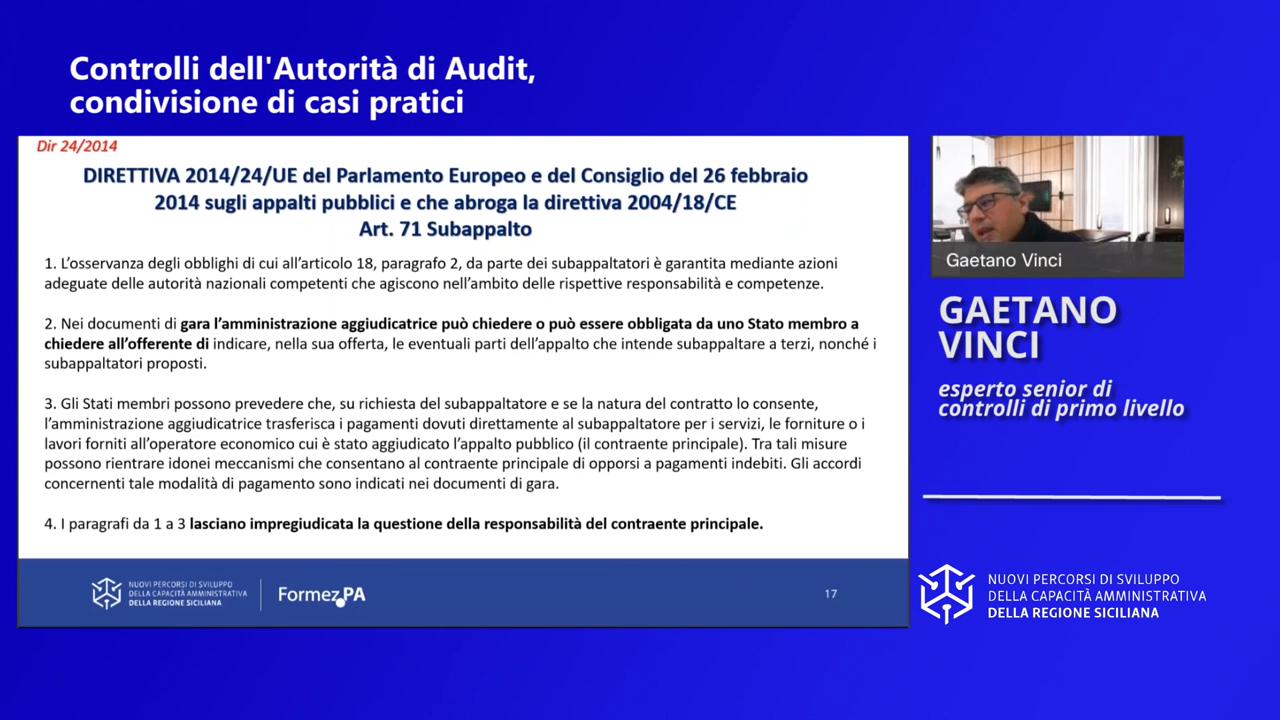 Controlli dell'Autorità di Audit,
condivisione di casi pratici
Dir 24/2014
DIRETTIVA 2014/24/UE del Parlamento Europeo e del Consiglio del 26 febbraio
2014 sugli appalti pubblici e che abroga la direttiva 2004/18/CE
Art. 71 Subappalto
1. L’osservanza degli obblighi di cui all’articolo 18, paragrafo 2, da parte dei subappaltatori è garantita mediante azioni
adeguate delle autorità nazionali competenti che agiscono nell’ambito delle rispettive responsabilità e competenze.
2. Nei documenti di gara l’amministrazione aggiudicatrice può chiedere o può essere obbligata da uno Stato membro a
chiedere all’offerente di indicare, nella sua offerta, le eventuali parti dell’appalto che intende subappaltare a terzi, nonché i
subappaltatori proposti.
3. Gli Stati membri possono prevedere che, su richiesta del subappaltatore e se la natura del contratto lo consente,
l’amministrazione aggiudicatrice trasferisca i pagamenti dovuti direttamente al subappaltatore per i servizi, le forniture o i
lavori forniti all’operatore economico cui è stato aggiudicato l’appalto pubblico (il contraente principale). Tra tali misure
possono rientrare idonei meccanismi che consentano al contraente principale di opporsi a pagamenti indebiti. Gli accordi
concernenti tale modalità di pagamento sono indicati nei documenti di gara.
4. I paragrafi da 1 a 3 lasciano impregiudicata la questione della responsabilità del contraente principale.
NUOVI PERCORSI DI SVILUPPO
DELLA CAPACITÀ AMMINISTRATIVA
DELLA REGIONE SICILIANA
Formez PA
17
Gaetano Vinci
GAETANO
VINCI
esperto senior di
controlli di primo livello
NUOVI PERCORSI DI SVILUPPO
DELLA CAPACITÀ AMMINISTRATIVA
DELLA REGIONE SICILIANA